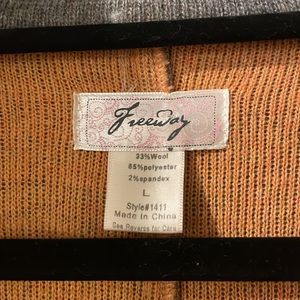 Freeway
33%Wool
65%polyester
2%spandex
L
Style#1411
Made in China
See Reverse for Care